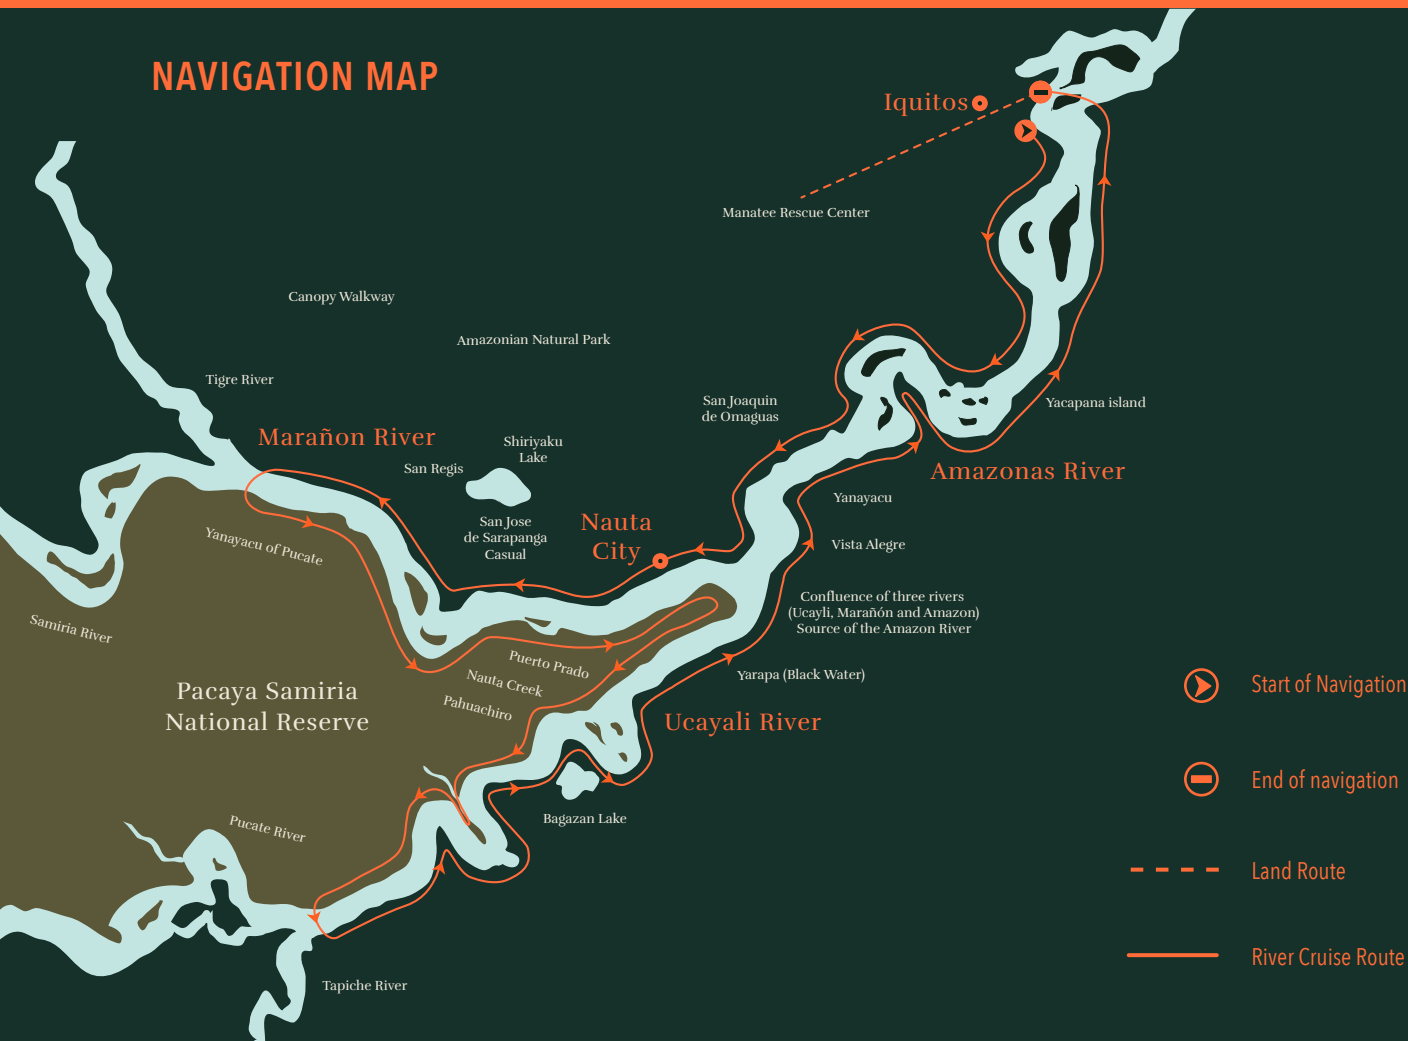 NAVIGATION MAP
Iquitos
Manatee Rescue Center
Canopy Walkway
Amazonian Natural Park
Tigre River
San Joaquin
de Omaguas
Yacapana island
Marañon River
Shiriyaku
Lake
San Regis
Amazonas River
Yanayacu
San Jose
de Sarapanga
Casual
Nauta
City
Yanayacu of Pucate
Vista Alegre
Confluence of three rivers
(Ucayli, Marañón and Amazon)
Source of the Amazon River
Samiria River
Puerto Prado
Nauta Creek
Pahuachiro
Yarapa (Black Water)
Pacaya Samiria
National Reserve
Ucayali River
Start of Navigation
End of navigation
Bagazan Lake
Pucate River
Land Route
River Cruise Route
Tapiche River